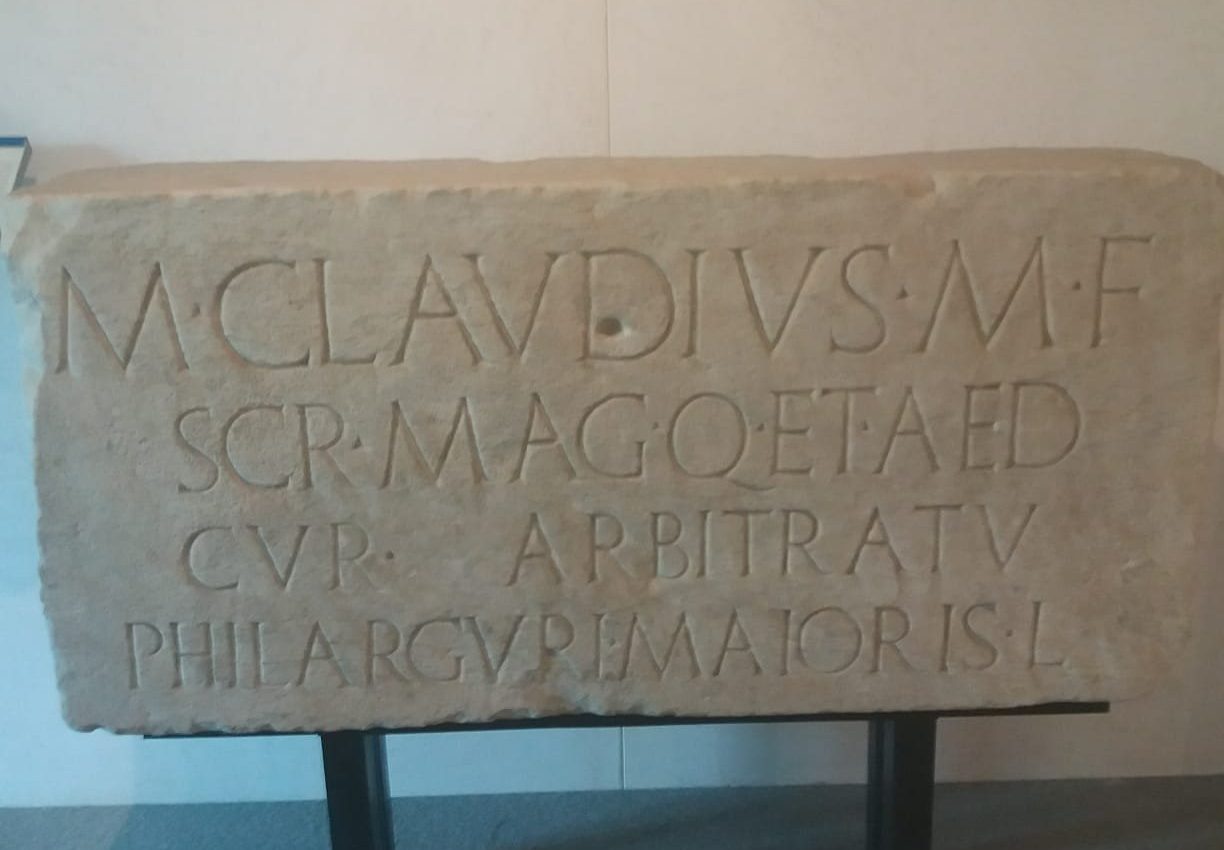 M·CLAVDIVS·M·F
SCR·MAG·Q·ET·AED
CVR· ARBITRATV
PHILARGVRI·MAIORIS·L